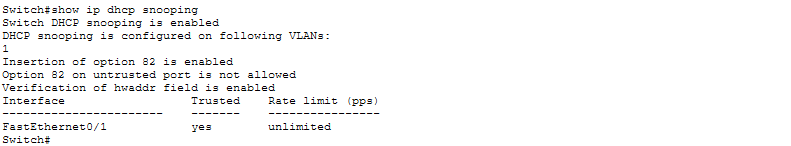 Switch#show ip dhcp snooping
Switch DHCP snooping is enabled
DHCP snooping is configured on following VLANs:
1
Insertion of option 82 is enabled
Option 82 on untrusted port is not allowed
Verification of hwaddr field is enabled
Interface                  Trusted    Rate limit (pps)
-----------------------    -------    ----------------
FastEthernet0/1            yes        unlimited
Switch#